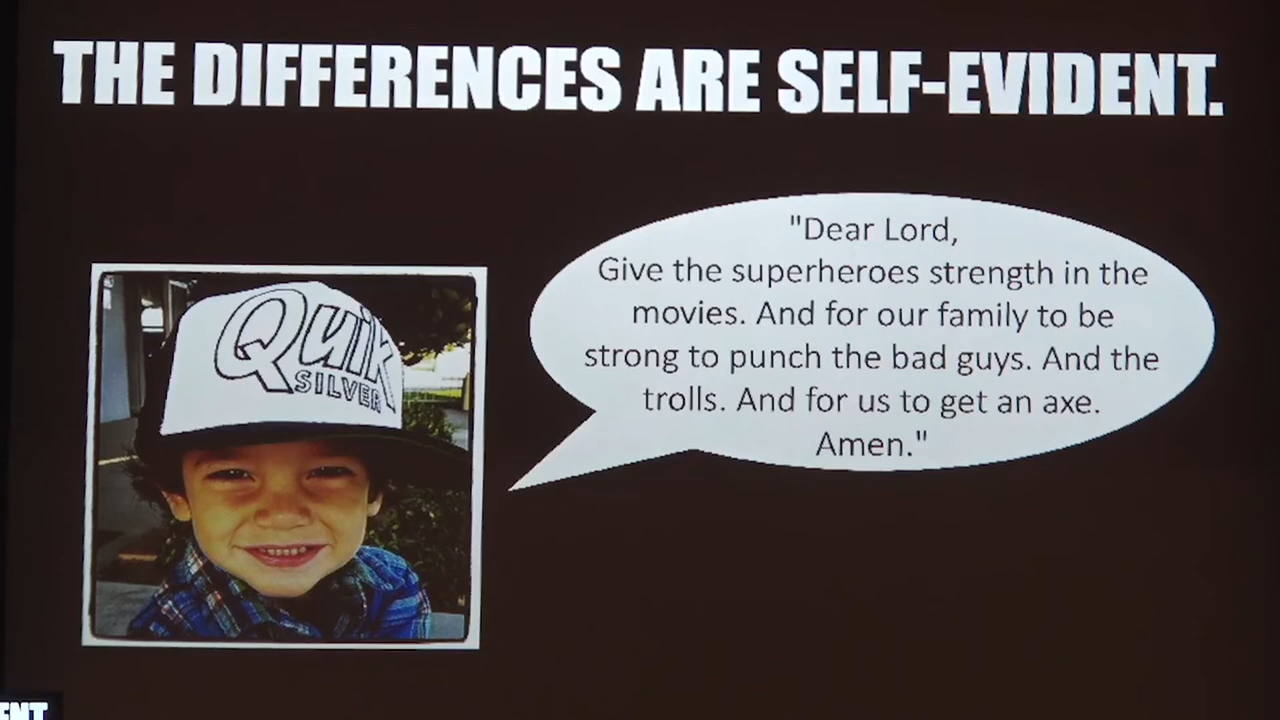 THE DIFFERENCES ARE SELF-EVIDENT.
"Dear Lord,
Give the superheroes strength in the
movies. And for our family to be
strong to punch the bad guys. And the
trolls. And for us to get an axe.
Amen."
Quik
SILVER
ENT